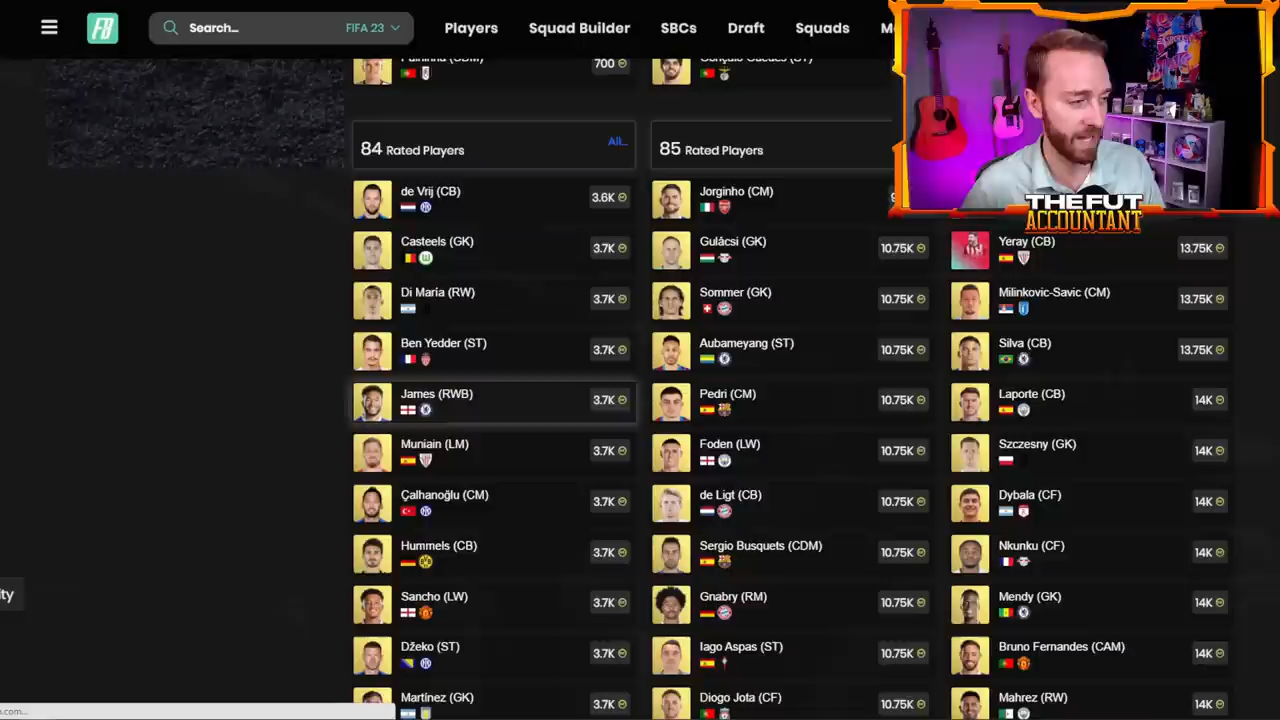 FB
Search...
FIFA 23
Players
Squad Builder
SBCs
Draft
Squads
700
84 Rated Players
All...
85 Rated Players
THE FUT
ACCOUNTANT
de Vrij (CB)
3.6K
Jorginho (CM)
Casteels (GK)
3.7K
Gulácsi (GK)
10.75K
Yeray (CB)
13.75K
Di María (RW)
3.7K
Sommer (GK)
10.75K
Milinkovic-Savic (CM)
13.75K
Ben Yedder (ST)
3.7K
Aubameyang (ST)
10.75K
Silva (CB)
13.75K
James (RWB)
3.7K
Pedri (CM)
10.75K
Laporte (CB)
14K
Muniain (LM)
3.7K
Foden (LW)
10.75K
Szczesny (GK)
14K
Çalhanoğlu (CM)
3.7K
de Ligt (CB)
10.75K
Dybala (CF)
14K
Hummels (CB)
3.7K
Sergio Busquets (CDM)
10.75K
Nkunku (CF)
14K
ty
Sancho (LW)
3.7K
Gnabry (RM)
10.75K
Mendy (GK)
14K
Džeko (ST)
3.7K
Iago Aspas (ST)
10.75K
Bruno Fernandes (CAM)
14K
Martínez (GK)
3.7K
Diogo Jota (CF)
10.75K
Mahrez (RW)
14K